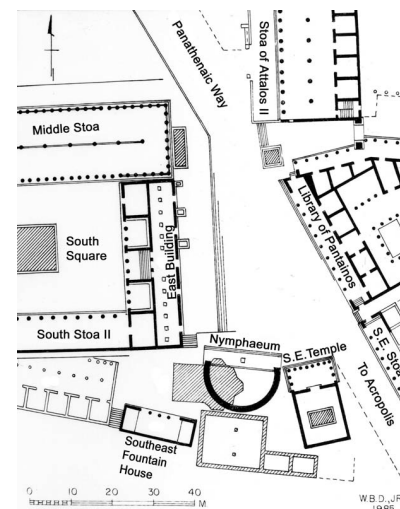 Panathenaic Way
Stoa of Attalos II
Middle Stoa
Library of Pantainos
South
Square
East Building
South Stoa II
Nymphaeum
S.E. Temple
S.E. Stoa
To Acropolis
Southeast
Fountain
House
0 10 20 30 40
M
W.B.D., JR
1985